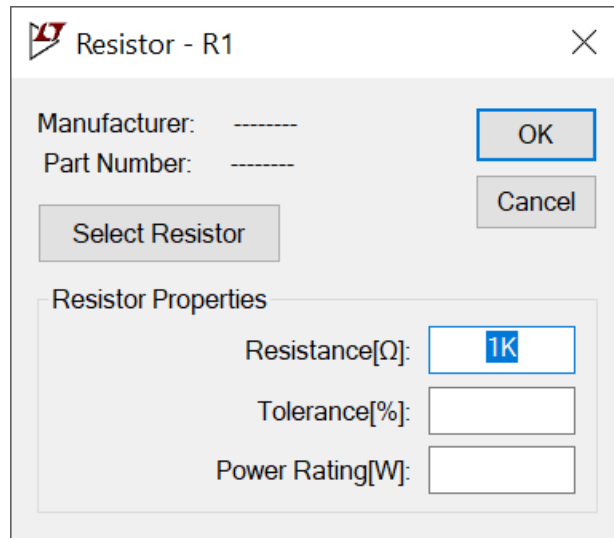 Resistor - R1
Manufacturer: --------
OK
Part Number: --------
Cancel
Select Resistor
Resistor Properties
Resistance[Ω]: 1K
Tolerance[%]:
Power Rating[W]: